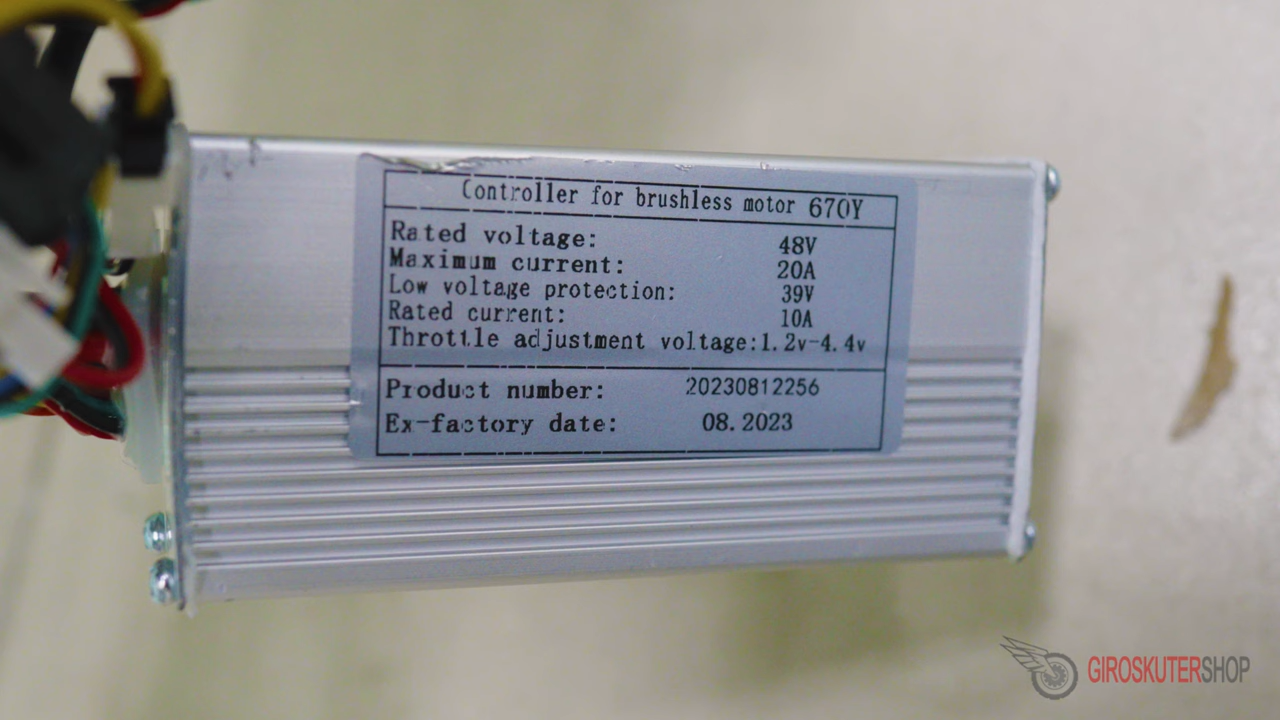 Controller for brushless motor 670Y
Rated voltage: 48V
Maximum current: 20A
Low voltage protection: 39V
Rated current: 10A
Throttle adjustment voltage:1.2v-4.4v
Product number: 20230812256
Ex-factory date: 08.2023
GIROSKUTERSHOP